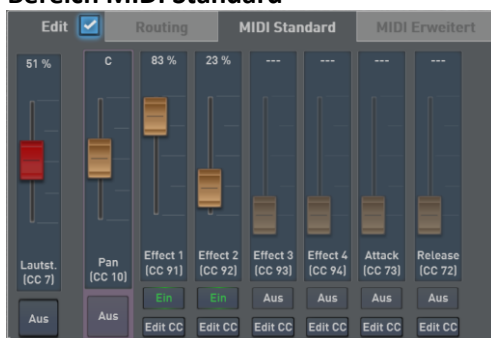 Bereich MIDI Standard
Edit Routing MIDI Standard MIDI Erweitert
51 % C 83 % 23 % --- --- --- ---
Lautst. Pan Effect 1 Effect 2 Effect 3 Effect 4 Attack Release
(CC 7) (CC 10) (CC 91) (CC 92) (CC 93) (CC 94) (CC 73) (CC 72)
Aus Aus Ein Ein Aus Aus Aus Aus
Edit CC Edit CC Edit CC Edit CC Edit CC Edit CC